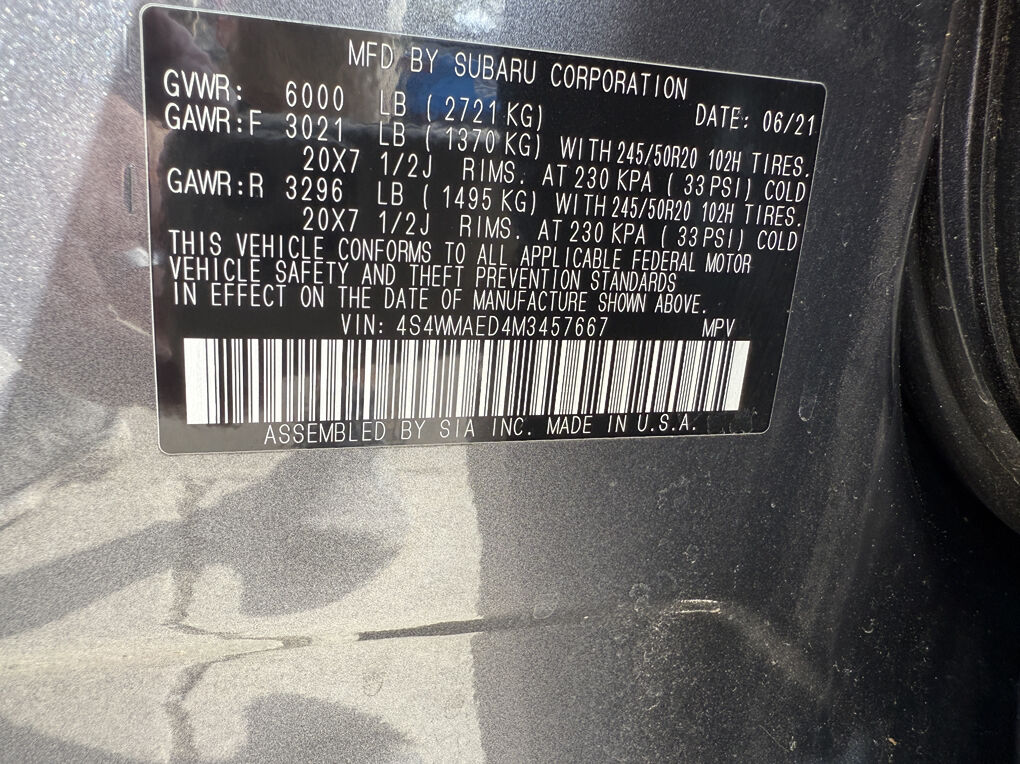 MFD BY SUBARU CORPORATION
GVWR: 6000 LB ( 2721 KG) DATE: 06/21
GAWR:F 3021 LB ( 1370 KG) WITH 245/50R20 102H TIRES.
20X7 1/2J RIMS. AT 230 KPA ( 33 PSI) COLD
GAWR:R 3296 LB ( 1495 KG) WITH 245/50R20 102H TIRES.
20X7 1/2J RIMS. AT 230 KPA ( 33 PSI) COLD
THIS VEHICLE CONFORMS TO ALL APPLICABLE FEDERAL MOTOR
VEHICLE SAFETY AND THEFT PREVENTION STANDARDS
IN EFFECT ON THE DATE OF MANUFACTURE SHOWN ABOVE.
VIN: 4S4WMAED4M3457667 MPV
ASSEMBLED BY SIA INC. MADE IN U.S.A.